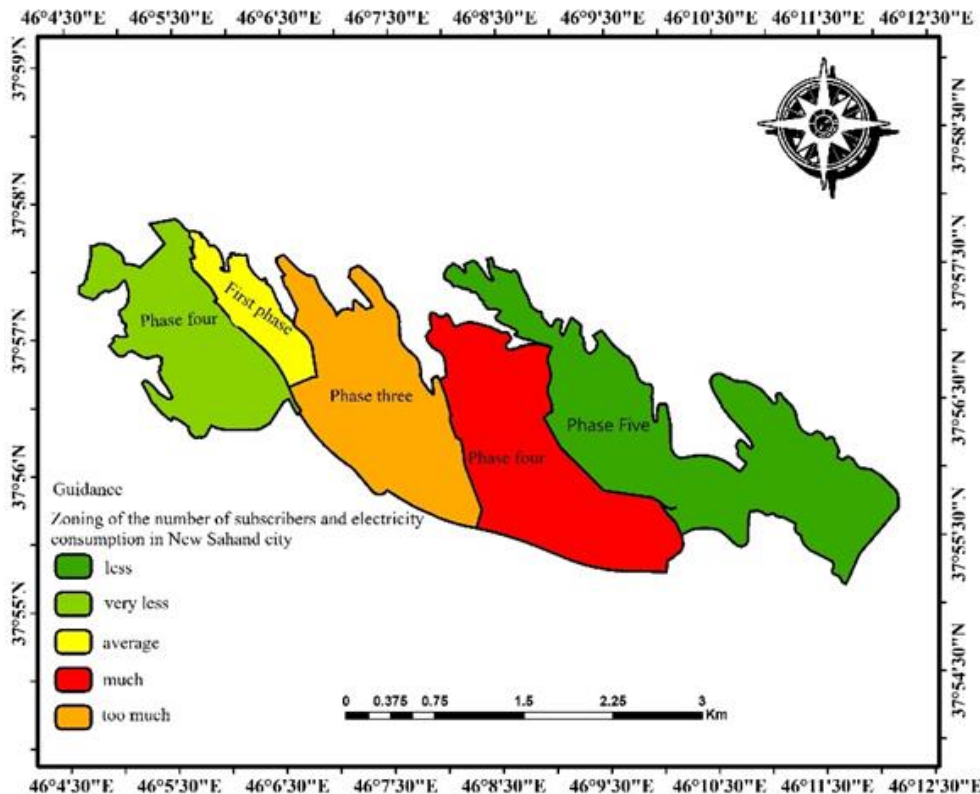 46°4'30"E 46°5'30"E 46°6'30"E 46°7'30"E 46°8'30"E 46°9'30"E 46°10'30"E 46°11'30"E 46°12'30"E
37°59'N
37°58'30"N
37°58'N
37°57'30"N
First phase
Phase four
37°57'N
37°56'30"N
Phase three
Phase Five
Phase four
37°56'N
Guidance
37°55'30"N
Zoning of the number of subscribers and electricity
consumption in New Sahand city
less
very less
37°55'N
average
much
37°54'30"N
too much
0 0.375 0.75 1.5 2.25 3
Km
46°4'30"E 46°5'30"E 46°6'30"E 46°7'30"E 46°8'30"E 46°9'30"E 46°10'30"E 46°11'30"E 46°12'30"E